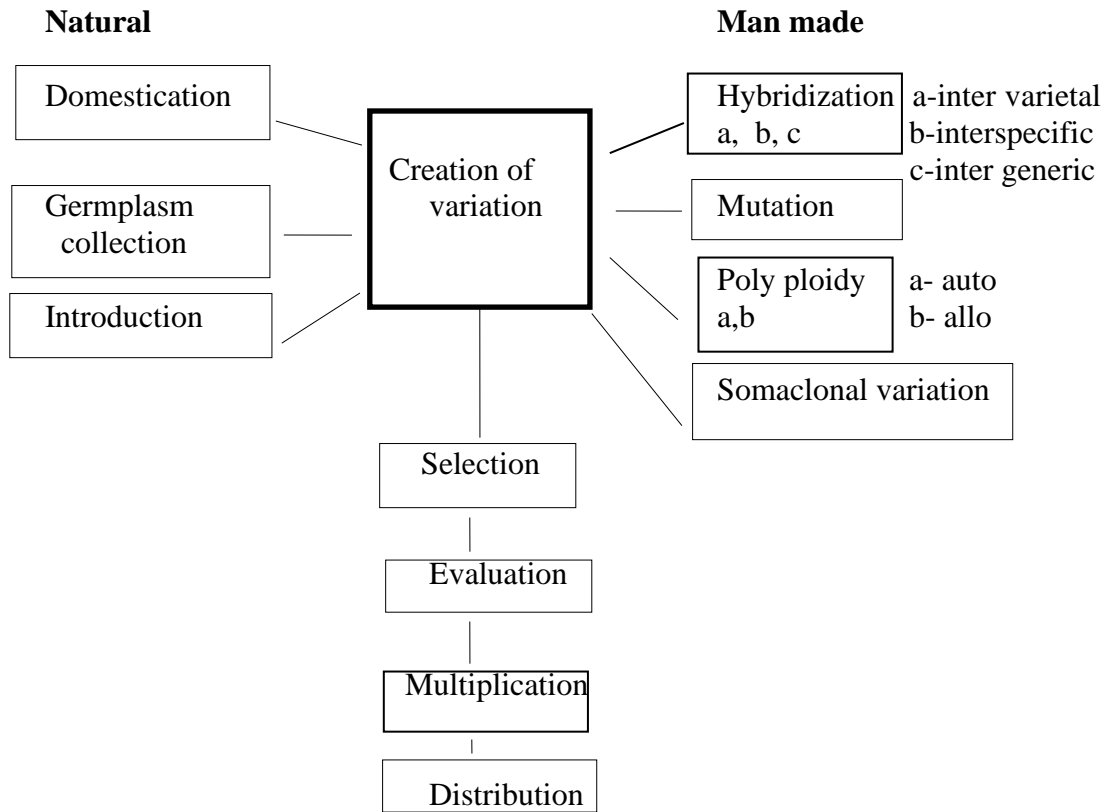 Natural
Man made
Domestication
Germplasm
collection
Introduction
Creation of
variation
Hybridization
a, b, c
a-inter varietal
b-interspecific
c-inter generic
Mutation
Poly ploidy
a,b
a- auto
b- allo
Somaclonal variation
Selection
Evaluation
Multiplication
Distribution